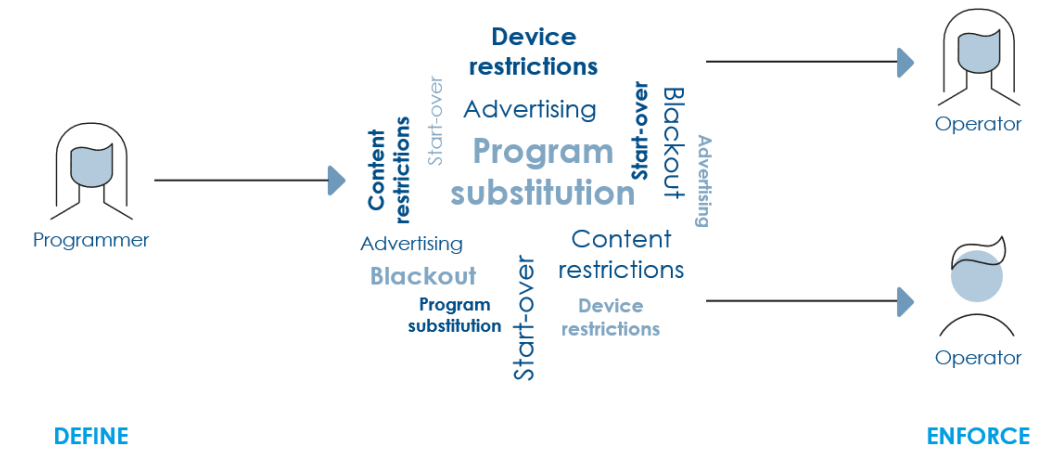 Device
restrictions
Operator
Start-over
Advertising
Start-over
Blackout
Content
restrictions
Program
substitution
Advertising
Programmer
Advertising
Content
restrictions
Blackout
Start-over
Program
substitution
Device
restrictions
Operator
DEFINE
ENFORCE